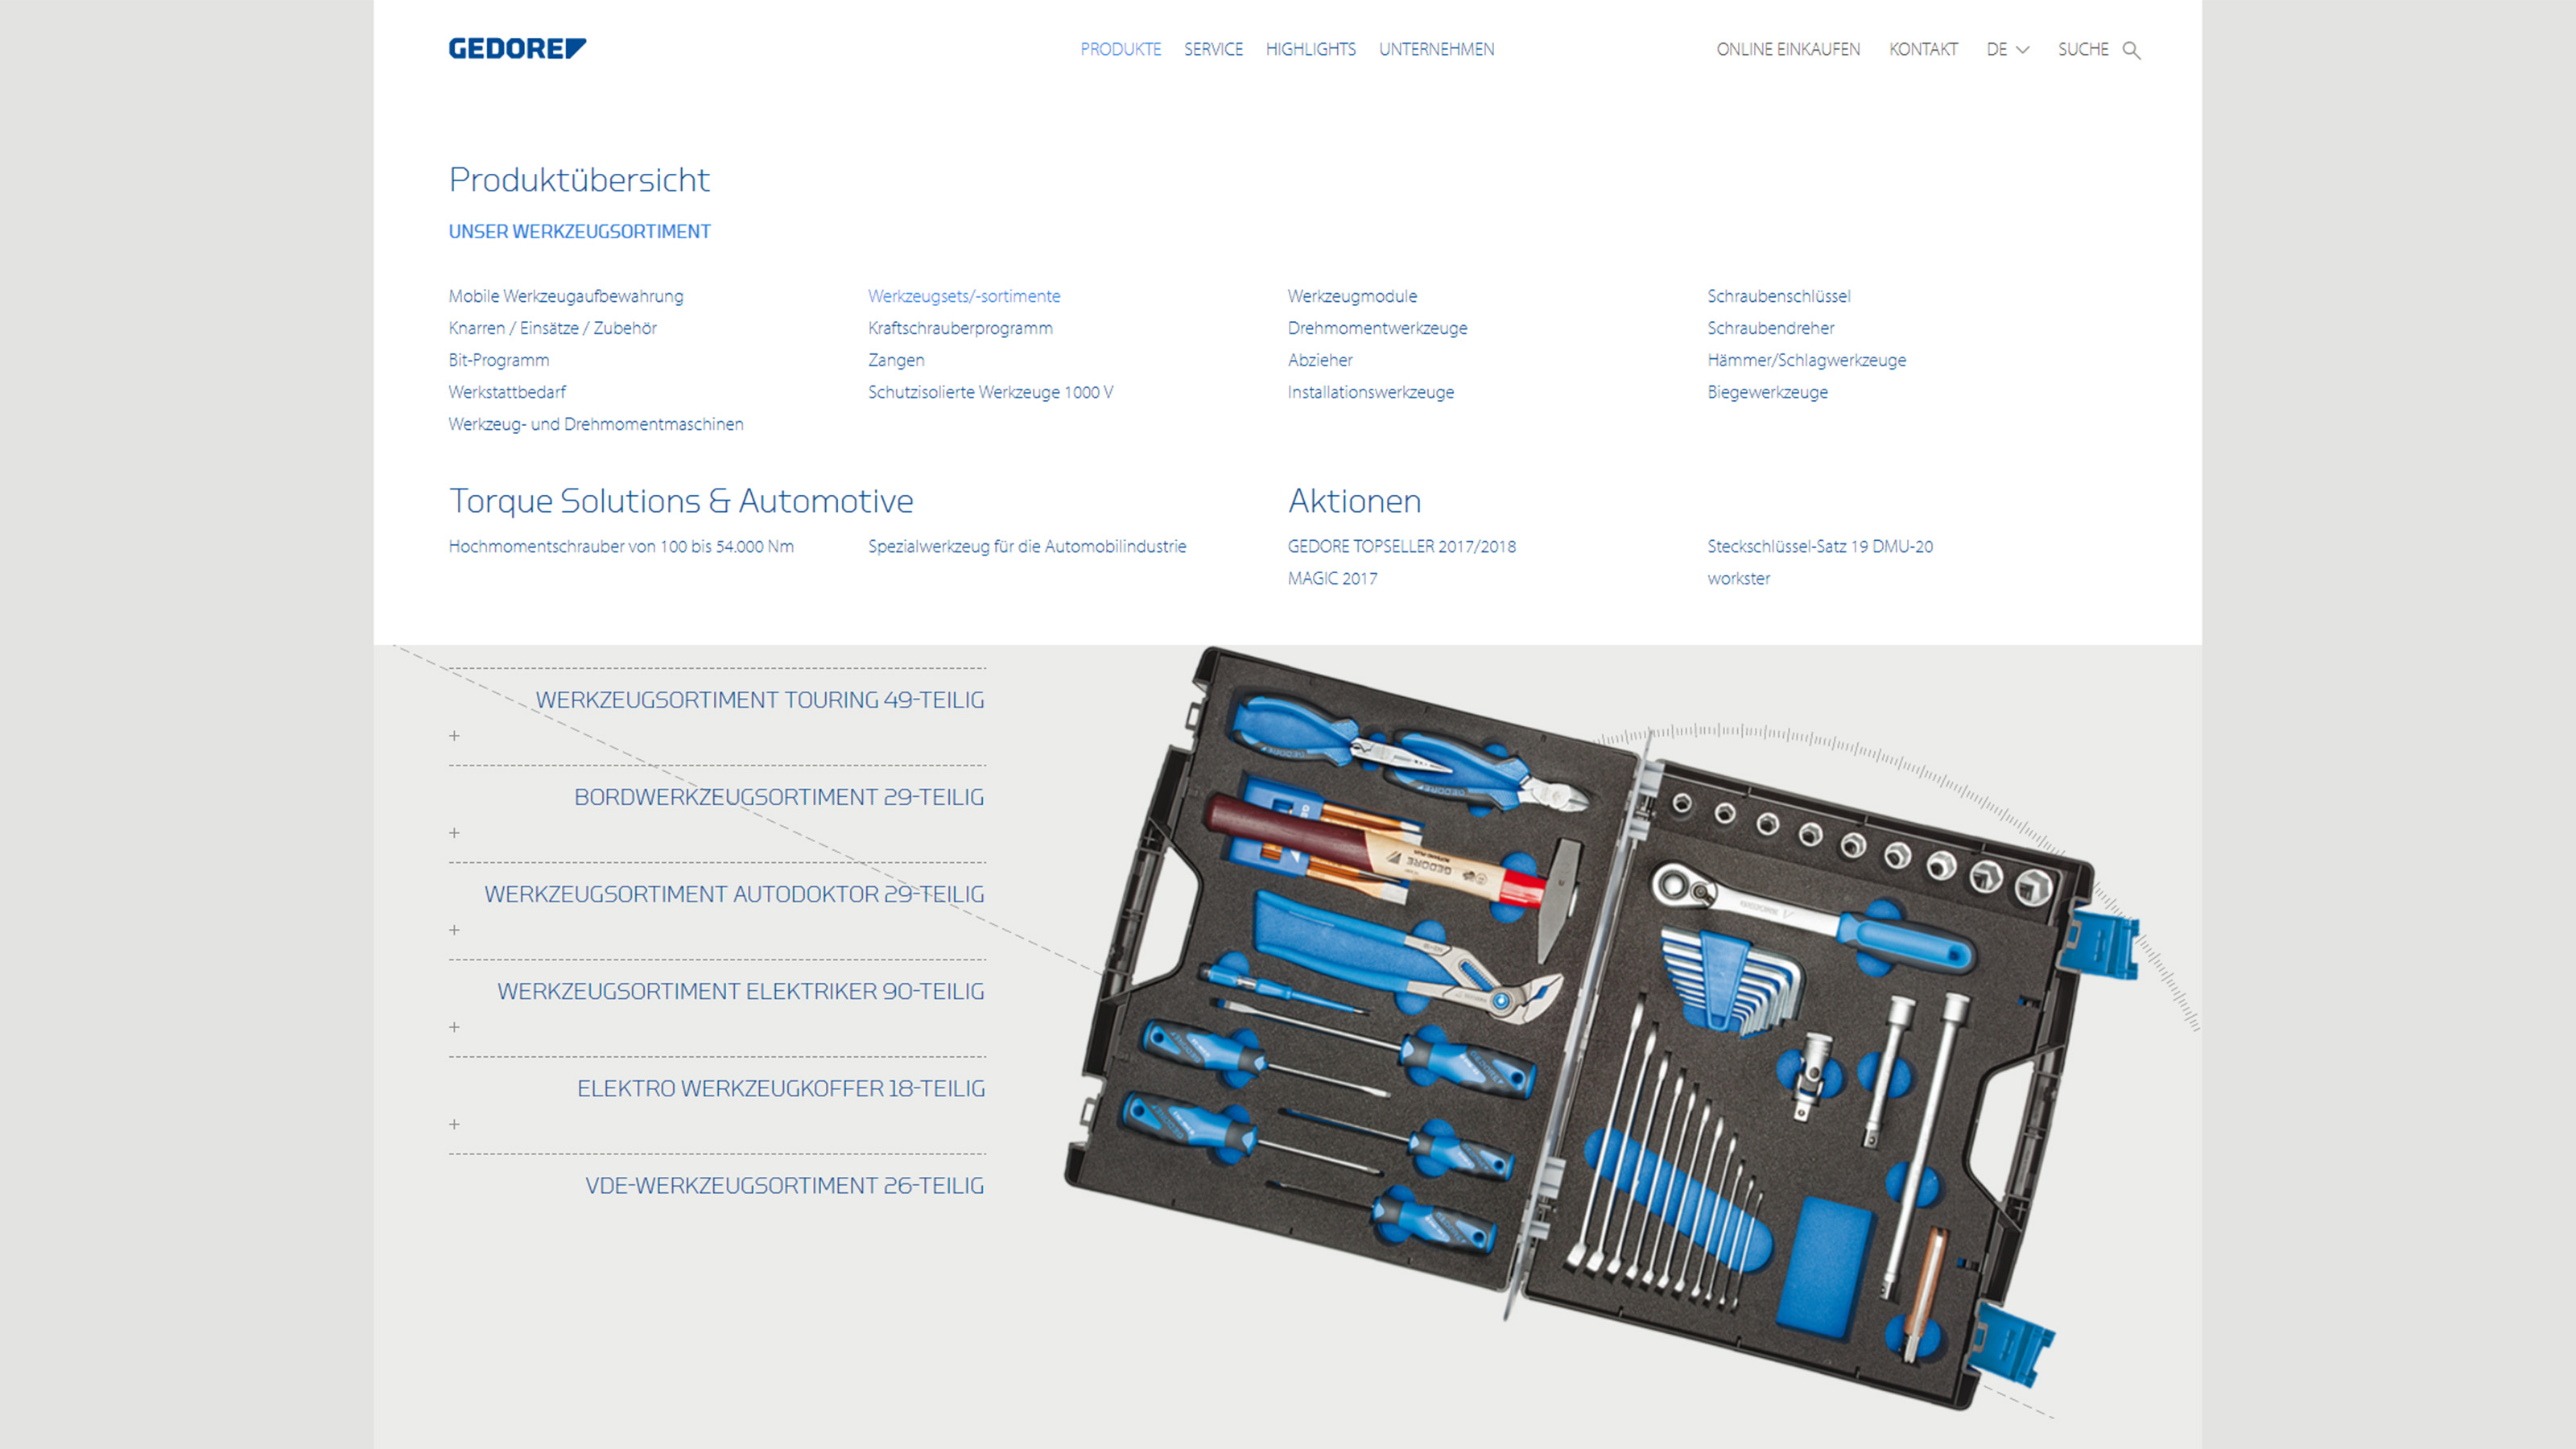 GEDORE
PRODUKTE SERVICE HIGHLIGHTS UNTERNEHMEN
ONLINE EINKAUFEN KONTAKT DE SUCHE
Produktübersicht
UNSER WERKZEUGSORTIMENT
Mobile Werkzeugaufbewahrung Werkzeugsets/-sortimente Werkzeugmodule Schraubenschlüssel
Knarren / Einsätze / Zubehör Kraftschrauberprogramm Drehmomentwerkzeuge Schraubendreher
Bit-Programm Zangen Abzieher Hämmer/Schlagwerkzeuge
Werkstattbedarf Schutzisolierte Werkzeuge 1000 V Installationswerkzeuge Biegewerkzeuge
Werkzeug- und Drehmomentmaschinen
Torque Solutions & Automotive
Hochmomentschrauber von 100 bis 54.000 Nm Spezialwerkzeug für die Automobilindustrie
Aktionen
GEDORE TOPSELLER 2017/2018 Steckschlüssel-Satz 19 DMU-20
MAGIC 2017 workster
WERKZEUGSORTIMENT TOURING 49-TEILIG
+
BORDWERKZEUGSORTIMENT 29-TEILIG
+
WERKZEUGSORTIMENT AUTODOKTOR 29-TEILIG
+
WERKZEUGSORTIMENT ELEKTRIKER 90-TEILIG
+
ELEKTRO WERKZEUGKOFFER 18-TEILIG
+
VDE-WERKZEUGSORTIMENT 26-TEILIG
GEDORE